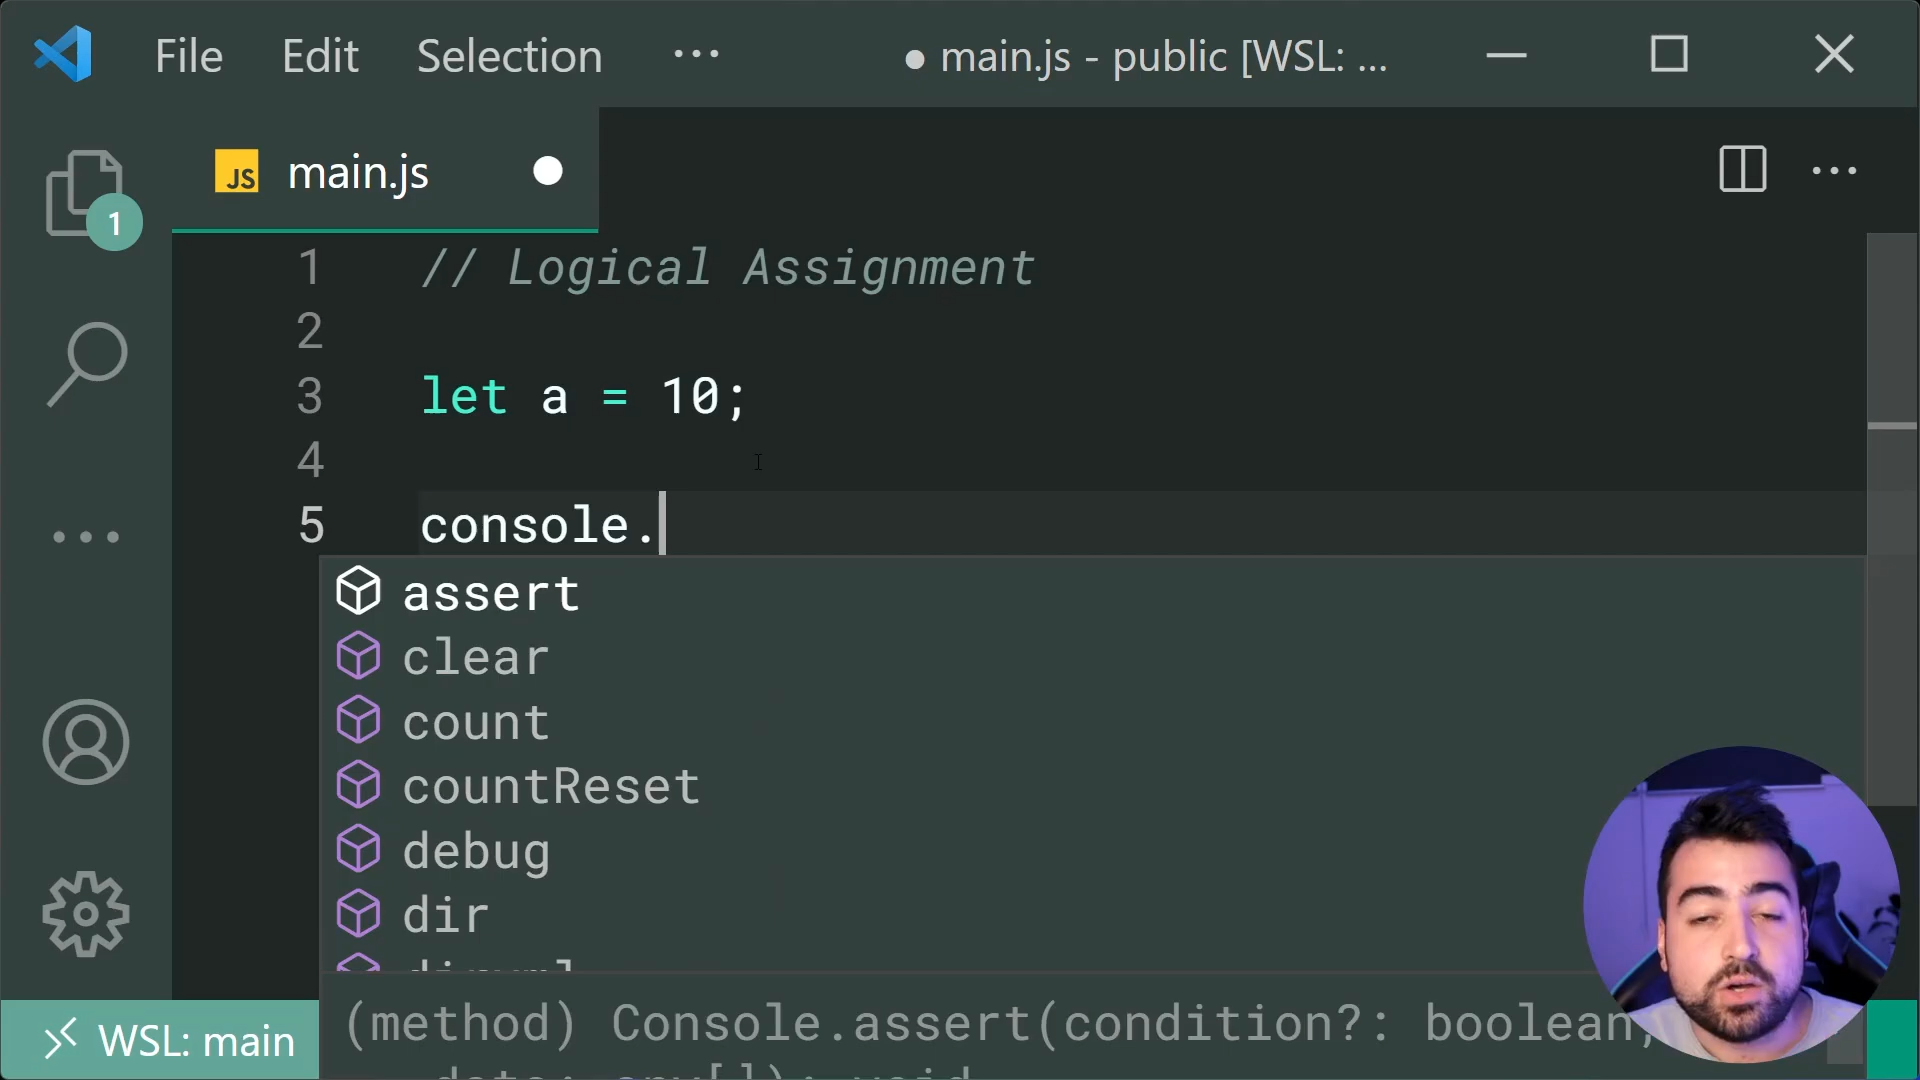 File Edit Selection ··· ● main.js - public [WSL: ...
JS main.js
1
1 // Logical Assignment
2
3 let a = 10;
4
5 console.
assert
clear
count
countReset
debug
dir
(method) Console.assert(condition?: boolean,
WSL: main